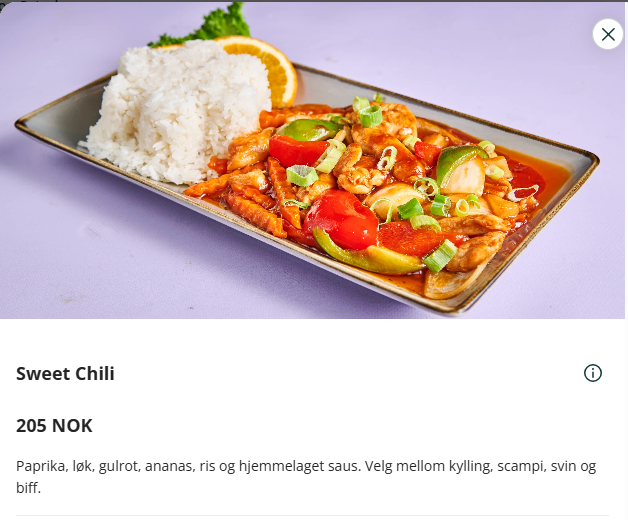 Sweet Chili
205 NOK
Paprika, løk, gulrot, ananas, ris og hjemmelaget saus. Velg mellom kylling, scampi, svin og
biff.